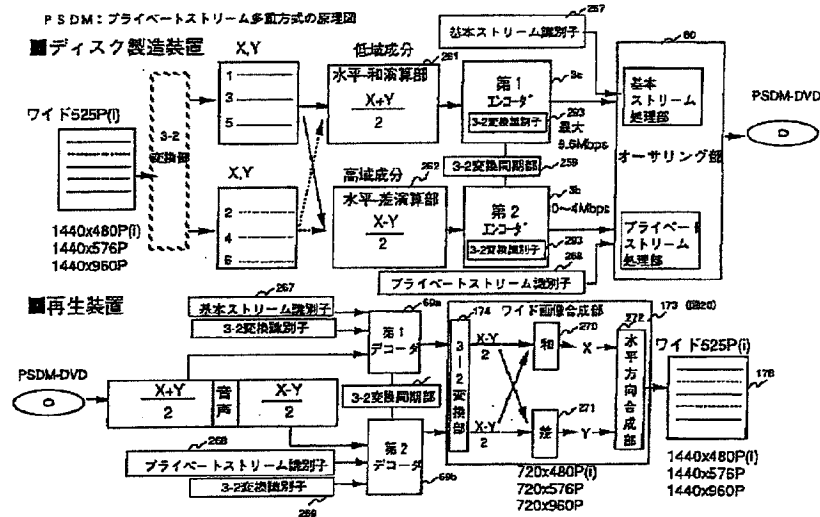 PSDM：プライベートストリーム多重方式の原理図
■ディスク製造装置
267
基本ストリーム識別子
60
X,Y
1
3
5
低域成分
261
水平-和演算部
X+Y
2
3c
第1
エンコーダ
293
3-2変換識別子
最大
9.6Mbps
基本
ストリーム
処理部
PSDM-DVD
ワイド525P(i)
3-2
変換部
3-2変換同期部
259
オーサリング部
X,Y
2
4
6
高域成分
262
水平-差演算部
X-Y
2
3b
第2
エンコーダ
0～4Mbps
3-2変換識別子
293
プライベー
ストリーム
処理部
1440x480P(i)
1440x576P
1440x960P
268
プライベートストリーム識別子
■再生装置
267
基本ストリーム識別子
3-2変換識別子
69a
第1
デコーダ
174
ワイド画像合成部
173
3-2変換部
X-Y
2
270
和
X
272
水平方向合成部
ワイド525P(i)
178
PSDM-DVD
X+Y
2
音声
X-Y
2
3-2変換同期部
X-Y
2
271
差
Y
268
プライベートストリーム識別子
第2
デコーダ
69b
3-2変換識別子
269
720x480P(i)
720x576P
720x960P
1440x480P(i)
1440x576P
1440x960P